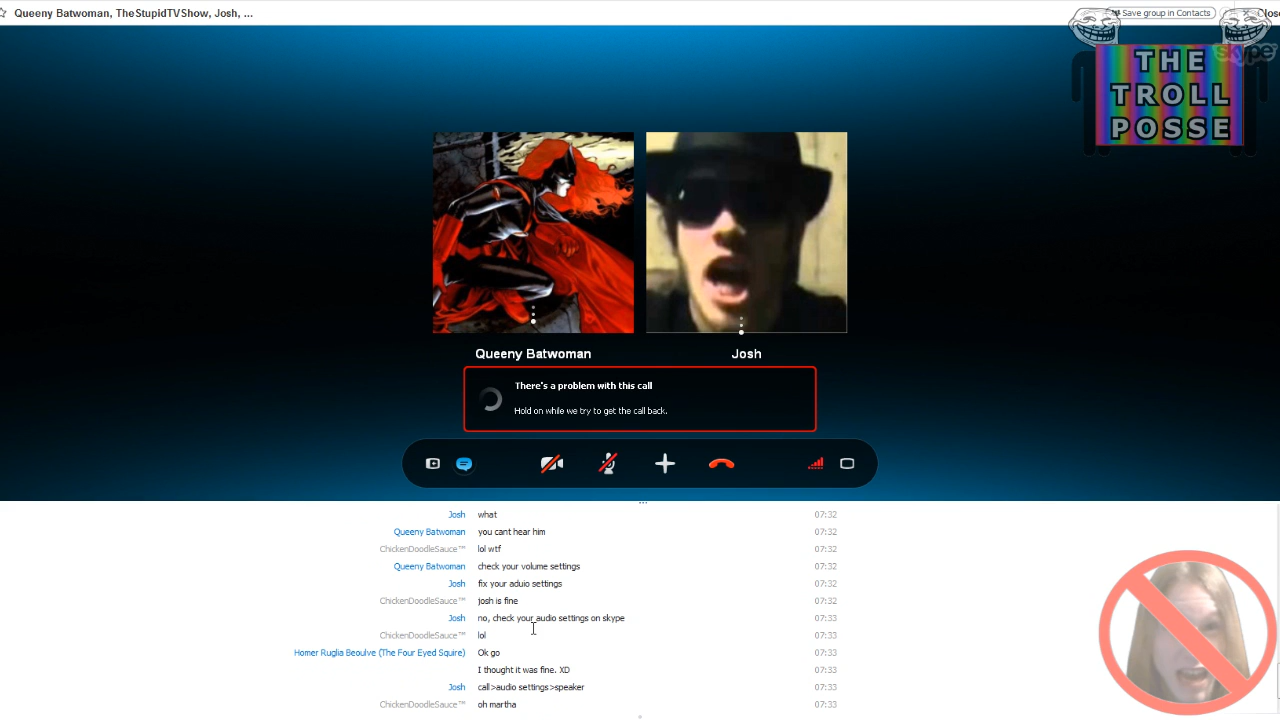 Queeny Batwoman, TheStupidTVShow, Josh, ...
Save group in Contacts
Close
skype
THE
TROLL
POSSE
Queeny Batwoman
Josh
There's a problem with this call
Hold on while we try to get the call back.
Josh what 07:32
Queeny Batwoman you cant hear him 07:32
ChickenDoodleSauce™ lol wtf 07:32
Queeny Batwoman check your volume settings 07:32
Josh fix your aduio settings 07:32
ChickenDoodleSauce™ josh is fine 07:32
Josh no, check your audio settings on skype 07:33
ChickenDoodleSauce™ lol 07:33
Homer Ruglia Beoulve (The Four Eyed Squire) Ok go 07:33
I thought it was fine. XD 07:33
Josh call>audio settings>speaker 07:33
ChickenDoodleSauce™ oh martha 07:33